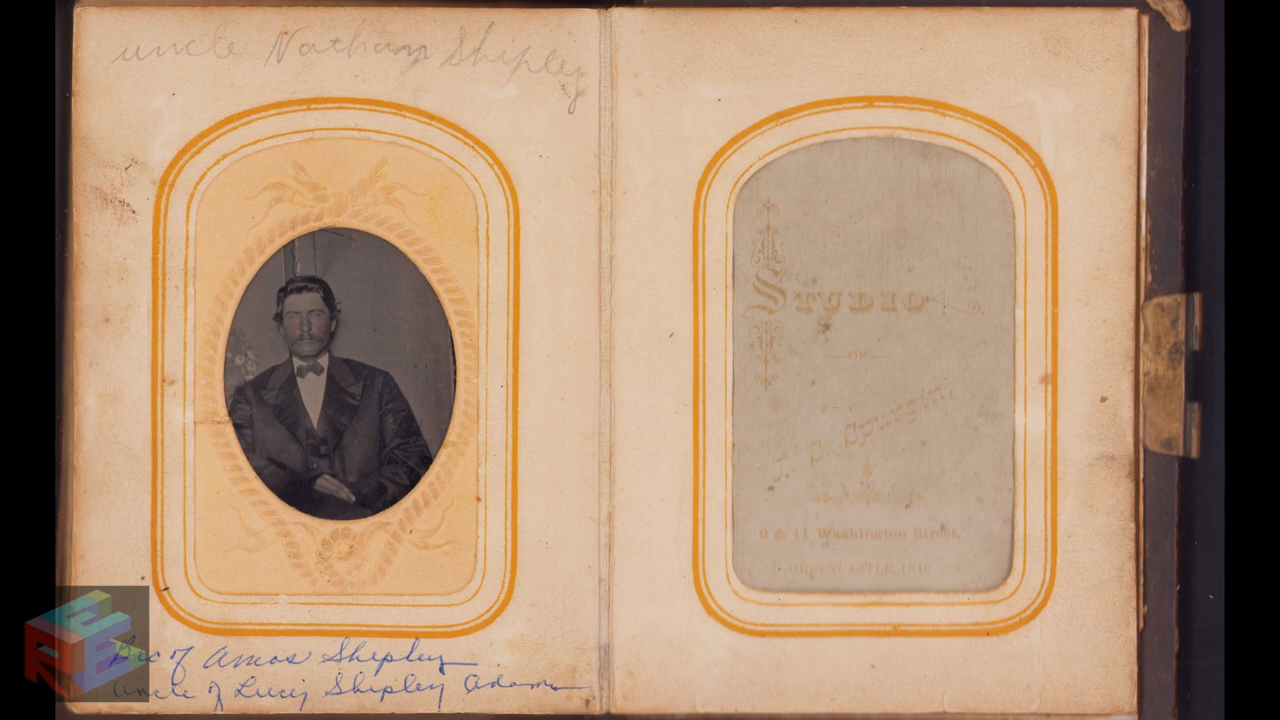 uncle Nathan Shipley
Bro of Amos Shipley
Uncle of Lucy Shipley Adams
STUDIO
OF
J. S. Spurgin,
9 & 11 Washington Street,
GREENCASTLE, IND.